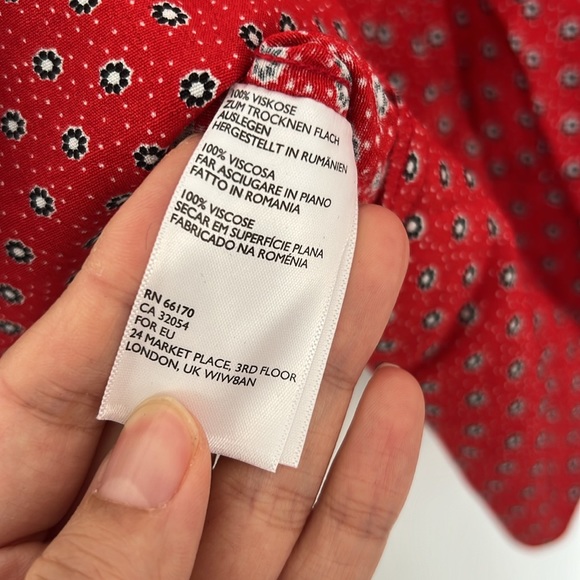 100% VISKOSE
ZUM TROCKNEN FLACH
AUSLEGEN
HERGESTELLT IN RUMÄNIEN
100% VISCOSA
FAR ASCIUGARE IN PIANO
FATTO IN ROMANIA
100% VISCOSE
SECAR EM SUPERFÍCIE PLANA
FABRICADO NA ROMÉNIA
RN 66170
CA 32054
FOR EU
24 MARKET PLACE, 3RD FLOOR
LONDON, UK WIW8AN